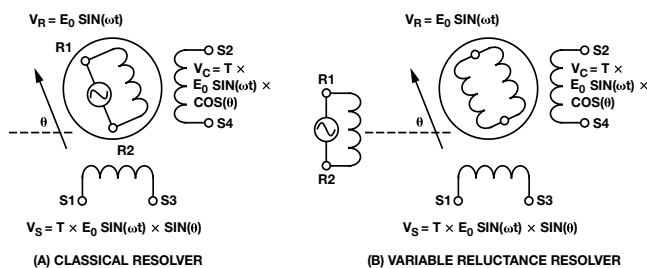 V_R = E_0 SIN(ωt)
R1
S2
V_C = T ×
E_0 SIN(ωt) ×
COS(θ)
S4
θ
R2
S1
S3
V_S = T × E_0 SIN(ωt) × SIN(θ)
(A) CLASSICAL RESOLVER
V_R = E_0 SIN(ωt)
R1
S2
V_C = T ×
E_0 SIN(ωt) ×
COS(θ)
S4
θ
R2
S1
S3
V_S = T × E_0 SIN(ωt) × SIN(θ)
(B) VARIABLE RELUCTANCE RESOLVER